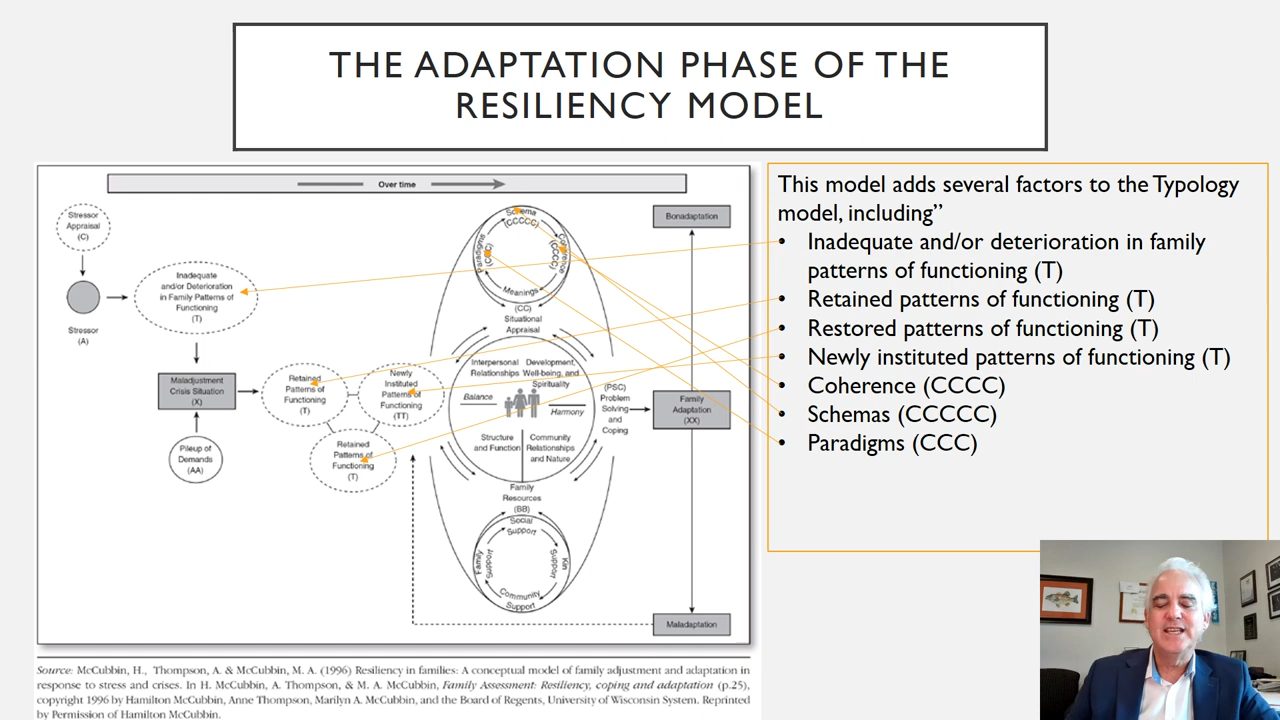 THE ADAPTATION PHASE OF THE
RESILIENCY MODEL
Over time
Stressor
Appraisal
(C)
Stressor
(A)
Inadequate
and/or Deterioration
in Family Patterns of
Functioning
(T)
Maladjustment
Crisis Situation
(X)
Pileup of
Demands
(AA)
Retained
Patterns of
Functioning
(T)
Newly
Instituted
Patterns of
Functioning
(TT)
Retained
Patterns of
Functioning
(T)
Schema
(CCCCC)
Paradigms
(CCC)
Coherence
(CCCC)
Meanings
(CC)
Situational
Appraisal
Interpersonal
Relationships
Development,
Well-being, and
Spirituality
Balance
Harmony
Structure
and Function
Community
Relationships
and Nature
(PSC)
Problem
Solving
and
Coping
Family
Resources
(BB)
Social
Support
Family
Support
Kin
Support
Community
Support
Bonadaptation
Family
Adaptation
(XX)
Maladaptation
This model adds several factors to the Typology
model, including”
• Inadequate and/or deterioration in family
patterns of functioning (T)
• Retained patterns of functioning (T)
• Restored patterns of functioning (T)
• Newly instituted patterns of functioning (T)
• Coherence (CCCC)
• Schemas (CCCCC)
• Paradigms (CCC)
Source: McCubbin, H., Thompson, A. & McCubbin, M. A. (1996) Resiliency in families: A conceptual model of family adjustment and adaptation in
response to stress and crises. In H. McCubbin, A. Thompson, & M. A. McCubbin, Family Assessment: Resiliency, coping and adaptation (p.25),
copyright 1996 by Hamilton McCubbin, Anne Thompson, Marilyn A. McCubbin, and the Board of Regents, University of Wisconsin System. Reprinted
by Permission of Hamilton McCubbin.